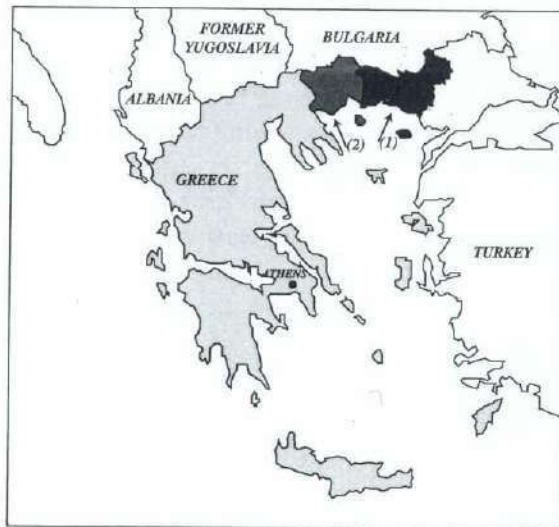 FORMER
YUGOSLAVIA
BULGARIA
ALBANIA
(2)
(1)
GREECE
TURKEY
ATHENS